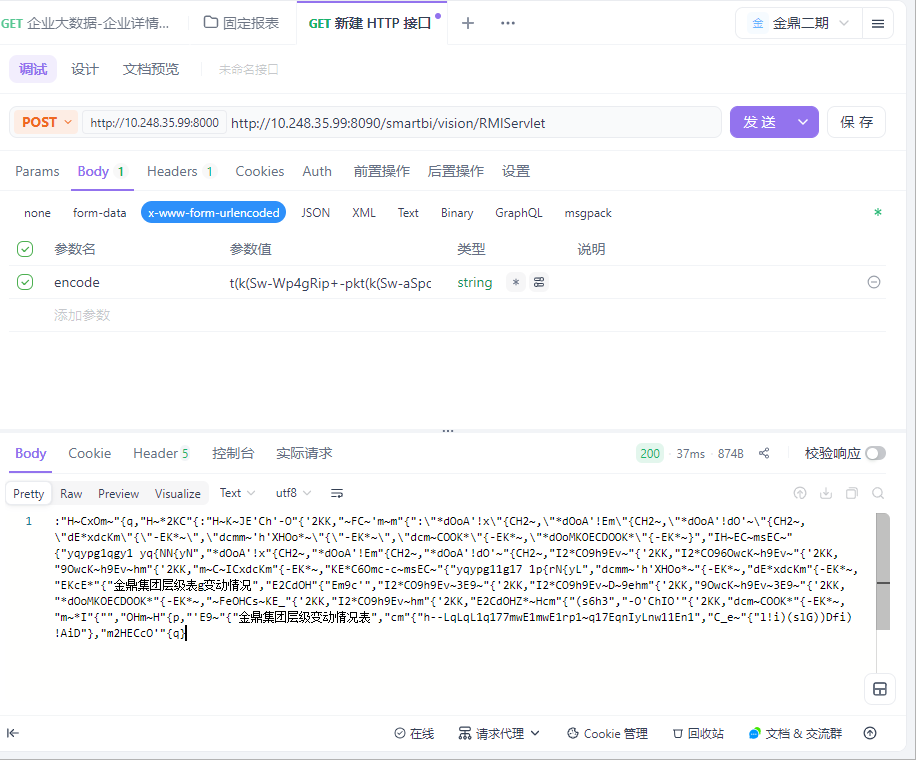 GET 企业大数据-企业详情... 固定报表 GET 新建 HTTP 接口 + ··· 金 金鼎二期
调试 设计 文档预览 未命名接口
POST http://10.248.35.99:8000 http://10.248.35.99:8090/smartbi/vision/RMIServlet 发 送 保 存
Params Body 1 Headers 1 Cookies Auth 前置操作 后置操作 设置
none form-data x-www-form-urlencoded JSON XML Text Binary GraphQL msgpack *
参数名 参数值 类型 说明
encode t(k(Sw-Wp4gRip+-pkt(k(Sw-aSpc string *
添加参数
Body Cookie Header 5 控制台 实际请求 200 37ms 874B 校验响应
Pretty Raw Preview Visualize Text utf8
1 :"H~CxOm~"{q,"H~*2KC"{:"H~K~JE'Ch'-O"{'2KK,"~FC~'m~m"{":\"*dOoA'!x\"{CH2~,\"*dOoA'!Em\"{CH2~,\"*dOoA'!dO'~\"{CH2~,
\"dE*xdcKm\"{\"-EK*~\",\"dcmm~'h'XHOo*~\"{\"-EK*~\",\"dcm~COOK*\"{-EK*~,\"*dOoMKOECDOOK*\"{-EK*~}","IH~EC~msEC~"
{"yqypg1qgy1 yq{NN{yN","*dOoA'!x"{CH2~,"*dOoA'!Em"{CH2~,"*dOoA'!dO'~"{CH2~,"I2*CO9h9Ev~"{'2KK,"I2*CO96OwcK~h9Ev~"{'2KK,
"9OwcK~h9Ev~hm"{'2KK,"m~C~ICxdcKm"{-EK*~,"KE*C6Omc-c~msEC~"{"yqypg11g17 1p{rN{yL","dcmm~'h'XHOo*~"{-EK*~,"dE*xdcKm"{-EK*~,
"EKcE*"{"金鼎集团层级表g变动情况","E2CdOH"{"Em9c'","I2*CO9h9Ev~3E9~"{'2KK,"I2*CO9h9Ev~D~9ehm"{'2KK,"9OwcK~h9Ev~3E9~"{'2KK,
"*dOoMKOECDOOK*"{-EK*~,"~FeOHCs~KE_"{'2KK,"I2*CO9h9Ev~hm"{'2KK,"E2CdOHZ*~Hcm"{"(s6h3","-O'ChIO'"{'2KK,"dcm~COOK*"{-EK*~,
"m~*I"{"","OHm~H"{p,"'E9~"{"金鼎集团层级变动情况表","cm"{"h--LqLqL1q177mwE1mwE1rp1~q17EqnIyLnw11En1","C_e~"{"l!i)(slG))Dfi)
!AiD"},"m2HECcO'"{q}
在线 请求代理 Cookie 管理 回收站 文档 & 交流群